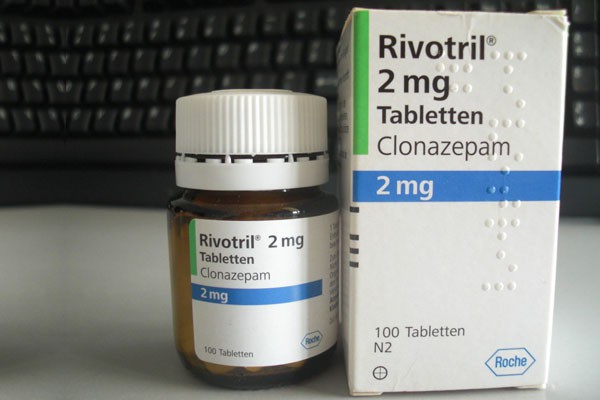 Rivotril® 2 mg
Tabletten
Clonazepam
2 mg
100 Tabletten
Roche
Rivotril®
2 mg
Tabletten
Clonazepam
2 mg
100 Tabletten
N2
Roche